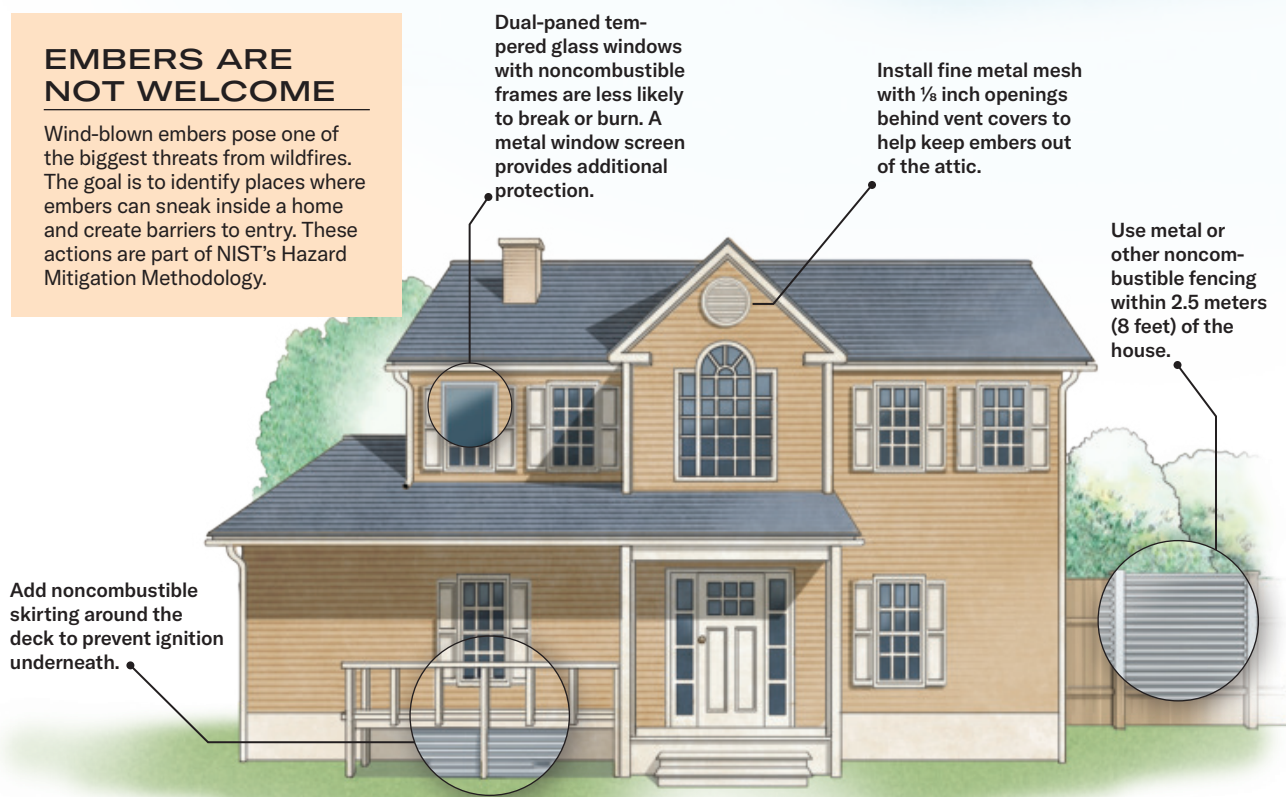 EMBERS ARE
NOT WELCOME
Wind-blown embers pose one of
the biggest threats from wildfires.
The goal is to identify places where
embers can sneak inside a home
and create barriers to entry. These
actions are part of NIST’s Hazard
Mitigation Methodology.
Dual-paned tem-
pered glass windows
with noncombustible
frames are less likely
to break or burn. A
metal window screen
provides additional
protection.
Install fine metal mesh
with ⅛ inch openings
behind vent covers to
help keep embers out
of the attic.
Use metal or
other noncom-
bustible fencing
within 2.5 meters
(8 feet) of the
house.
Add noncombustible
skirting around the
deck to prevent ignition
underneath.